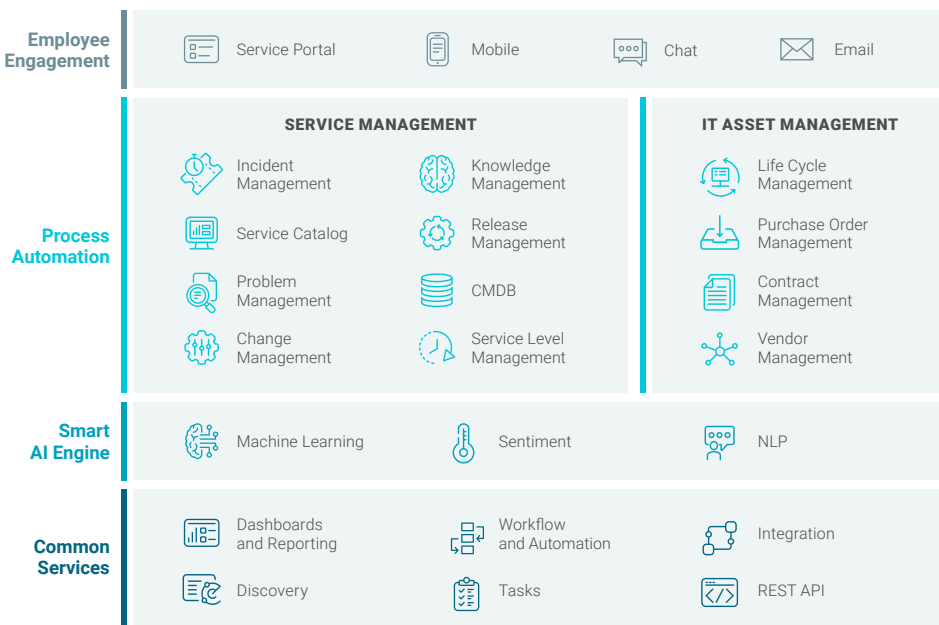 Employee
Engagement
Service Portal
Mobile
Chat
Email
Process
Automation
SERVICE MANAGEMENT
Incident
Management
Knowledge
Management
Service Catalog
Release
Management
Problem
Management
CMDB
Change
Management
Service Level
Management
IT ASSET MANAGEMENT
Life Cycle
Management
Purchase Order
Management
Contract
Management
Vendor
Management
Smart
AI Engine
Machine Learning
Sentiment
NLP
Common
Services
Dashboards
and Reporting
Workflow
and Automation
Integration
Discovery
Tasks
REST API